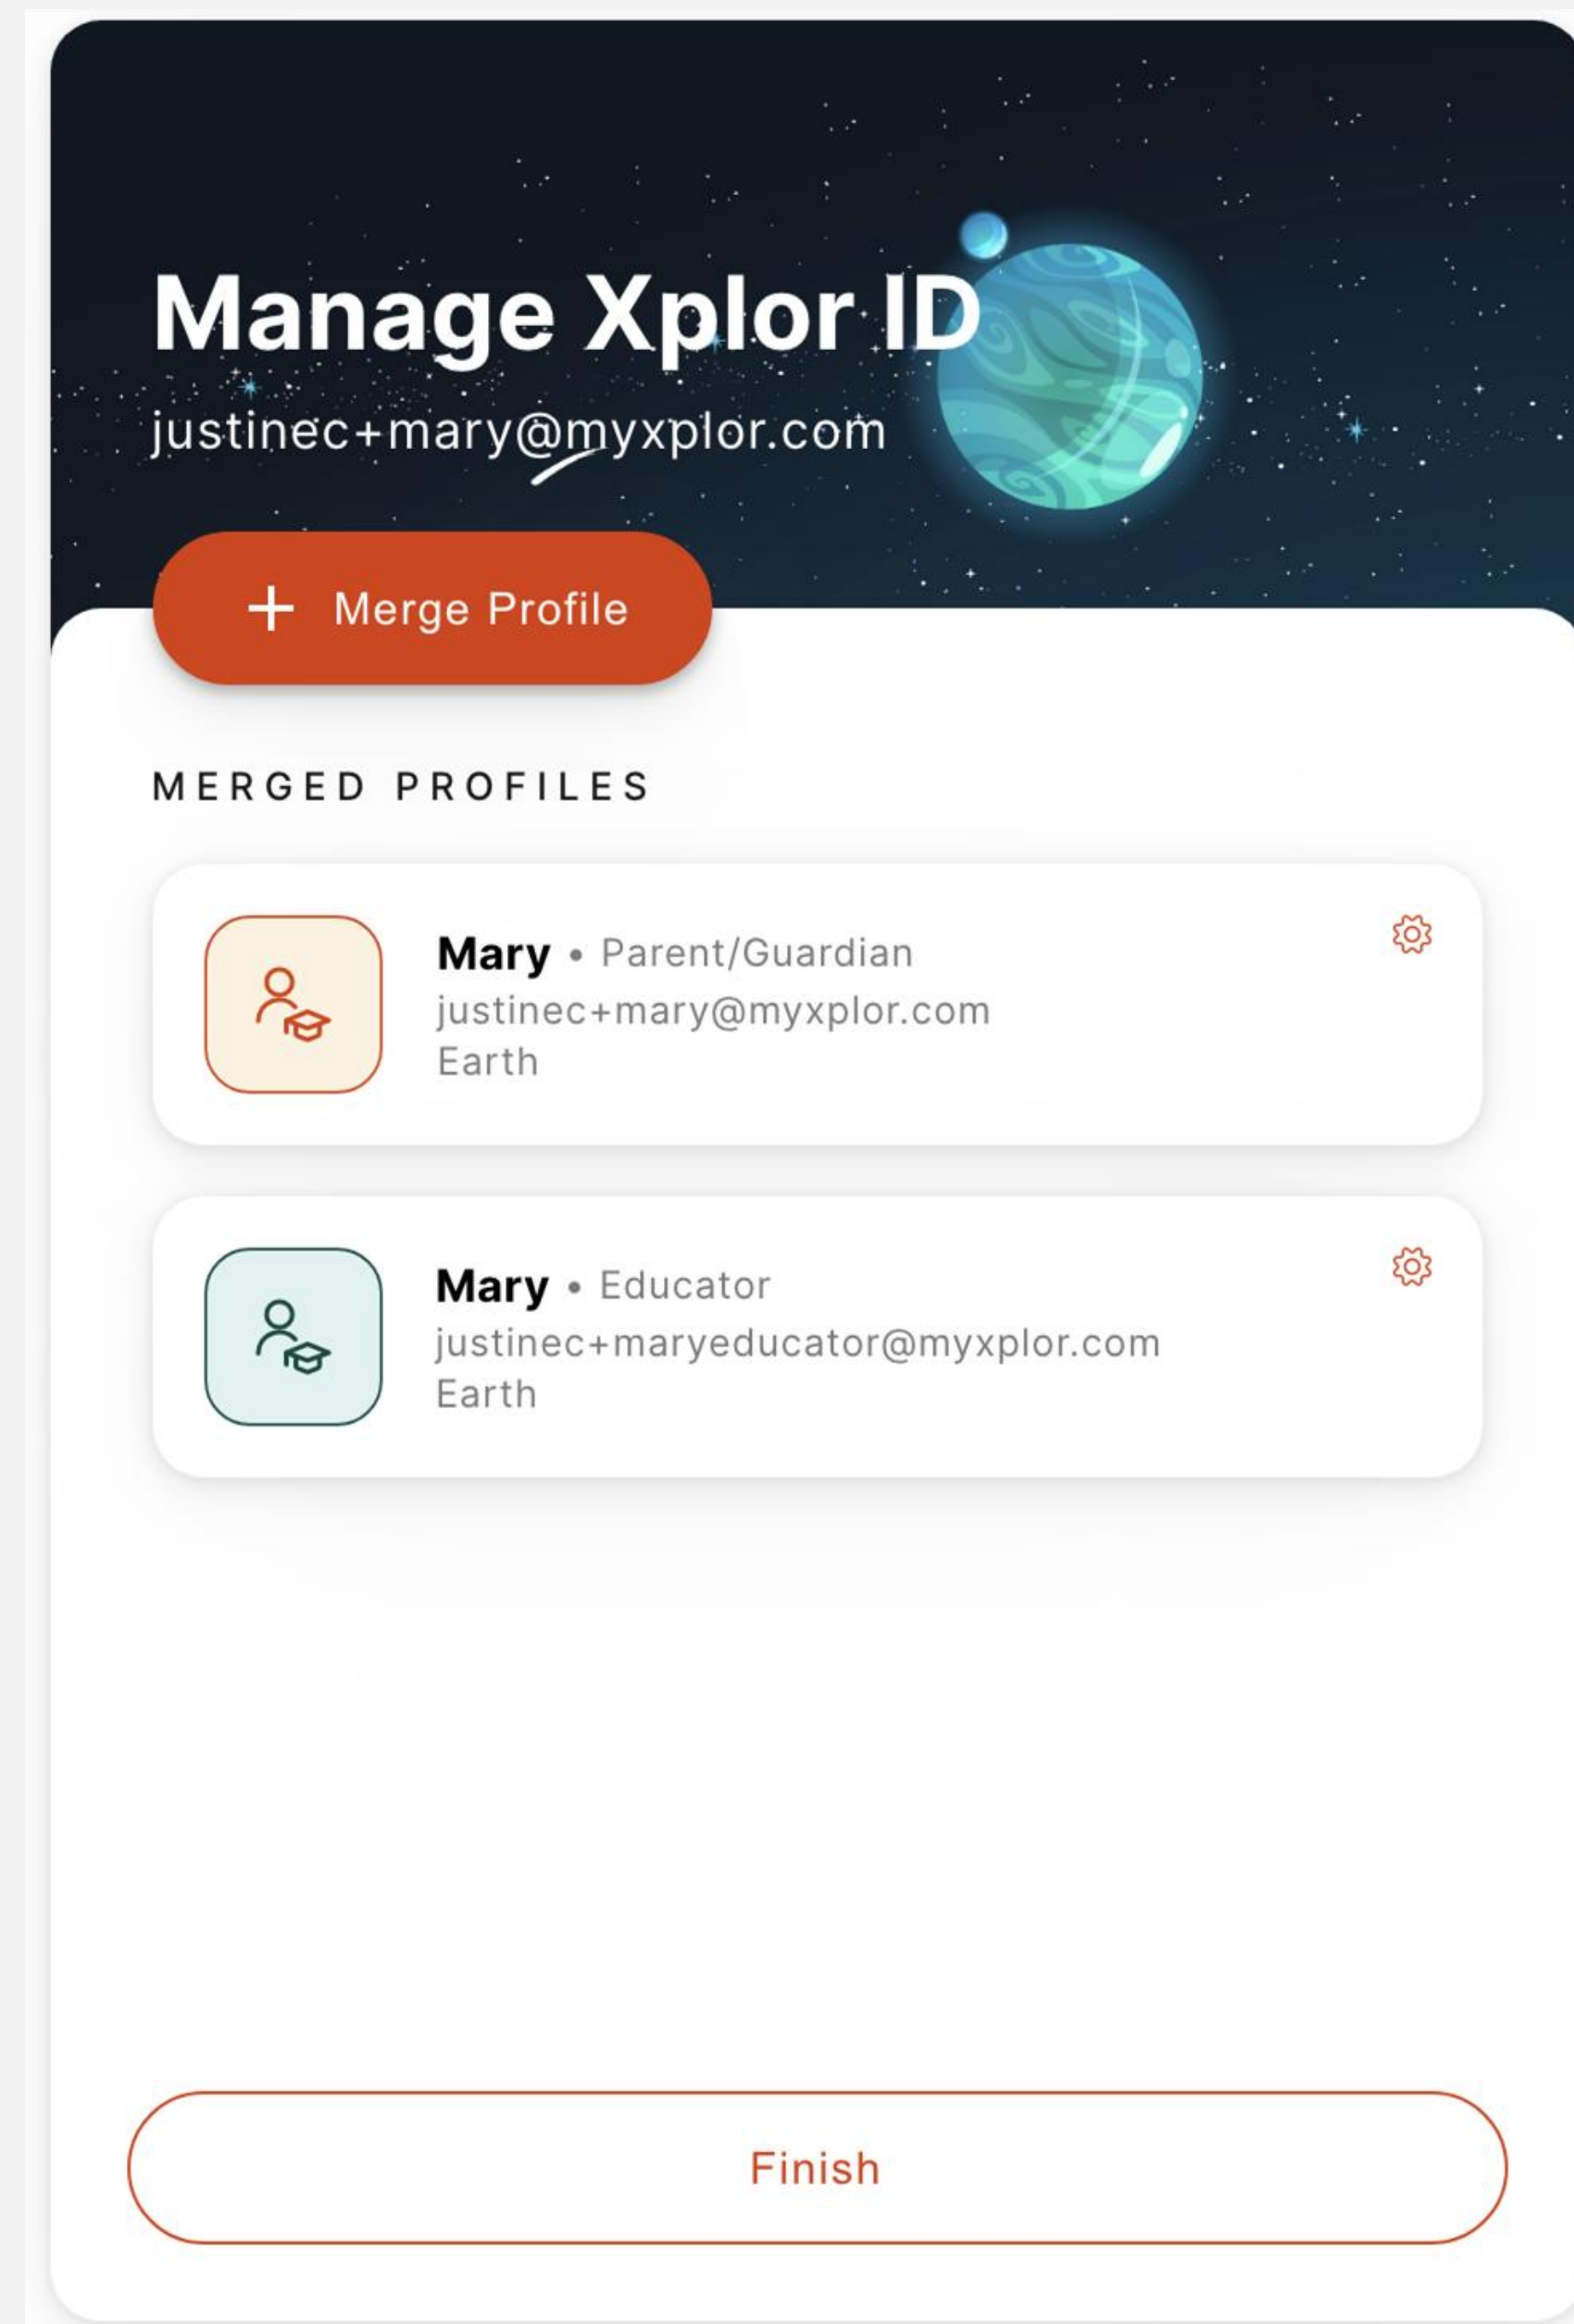 Manage Xplor ID
justinec+mary@myxplor.com
Merge Profile
MERGED PROFILES
Mary • Parent/Guardian
justinec+mary@myxplor.com
Earth
Mary • Educator
justinec+maryeducator@myxplor.com
Earth
Finish